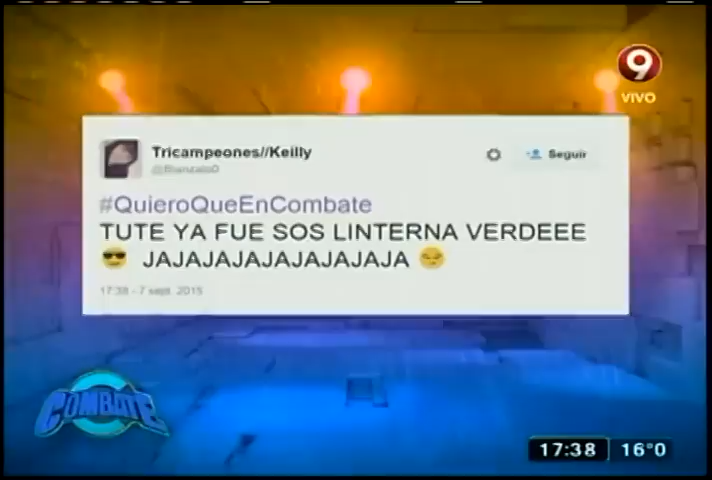 9
VIVO
Tricampeones//Keilly
Seguir
#QuieroQueEnCombate
TUTE YA FUE SOS LINTERNA VERDEEE
😎 JAJAJAJAJAJAJAJAJA 😔
17:38 - 7 sept. 2015
COMBATE
17:38 16°0